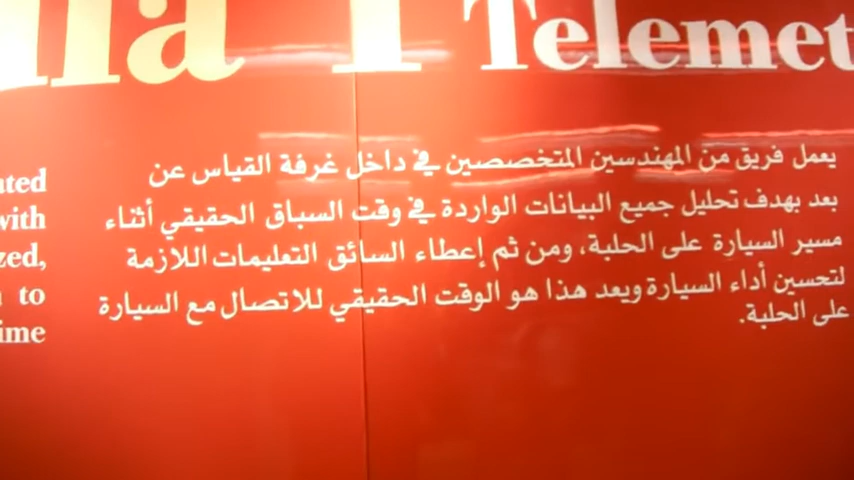 1 Telemet
يعمل فريق من المهندسين المتخصصين في داخل غرفة القياس عن
بعد بهدف تحليل جميع البيانات الواردة في وقت السباق الحقيقي أثناء
مسير السيارة على الحلبة، ومن ثم إعطاء السائق التعليمات اللازمة
لتحسين أداء السيارة ويعد هذا هو الوقت الحقيقي للاتصال مع السيارة
على الحلبة.
ated
with
zed,
to
ime